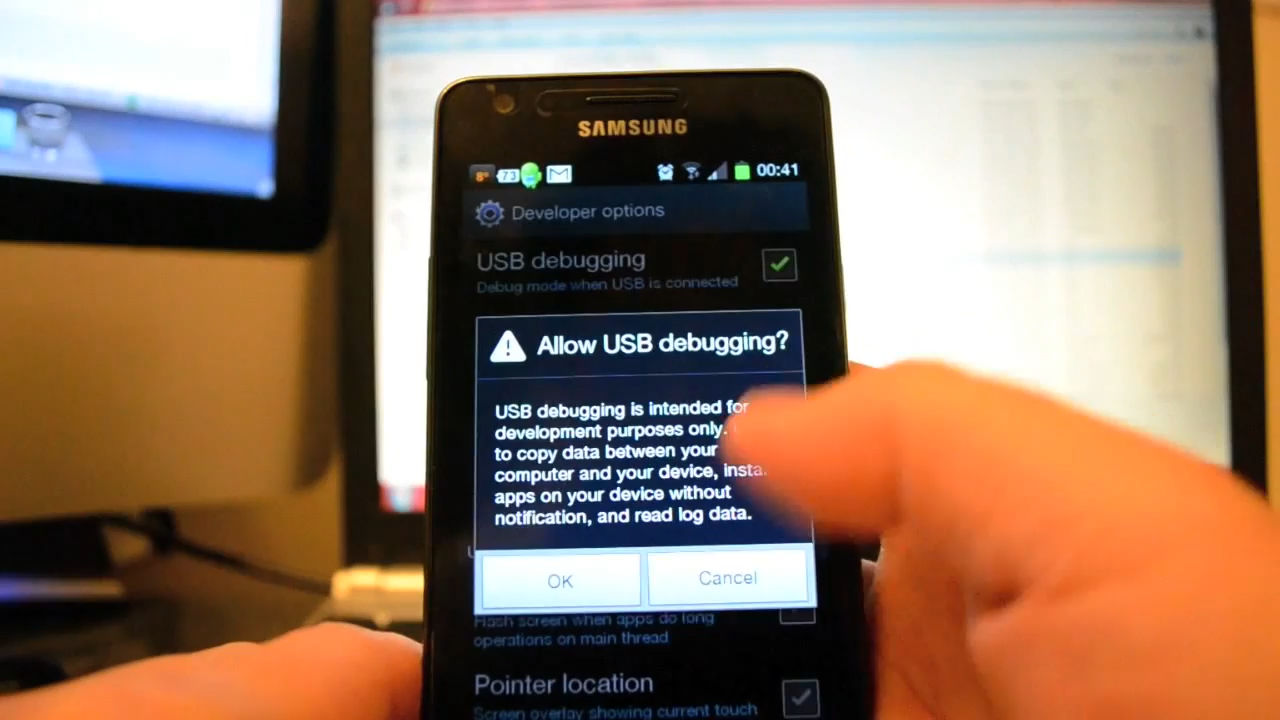 SAMSUNG
8° 73 00:41
Developer options
USB debugging
Debug mode when USB is connected
Allow USB debugging?
USB debugging is intended for
development purposes only.
to copy data between your
computer and your device,
apps on your device without
notification, and read log data.
OK Cancel
Flash screen when apps do long
operations on main thread
Pointer location
Screen overlay showing current touch